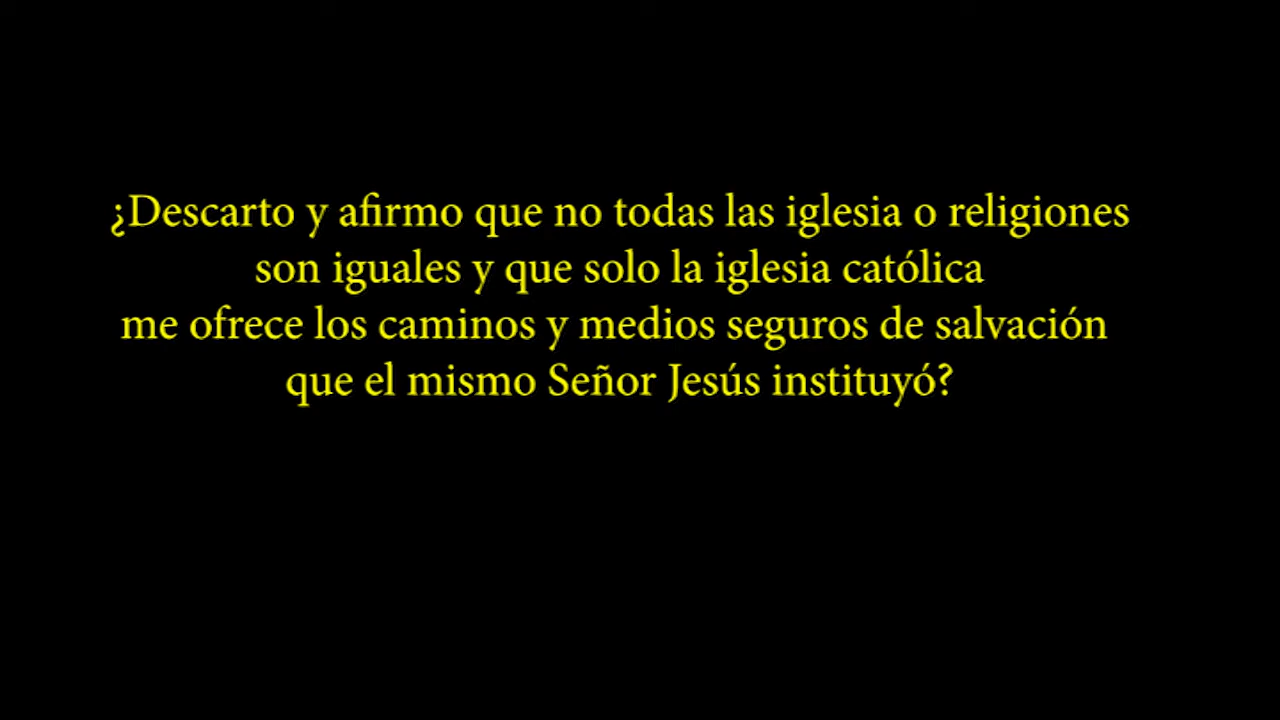 ¿Descarto y afirmo que no todas las iglesia o religiones
son iguales y que solo la iglesia católica
me ofrece los caminos y medios seguros de salvación
que el mismo Señor Jesús instituyó?